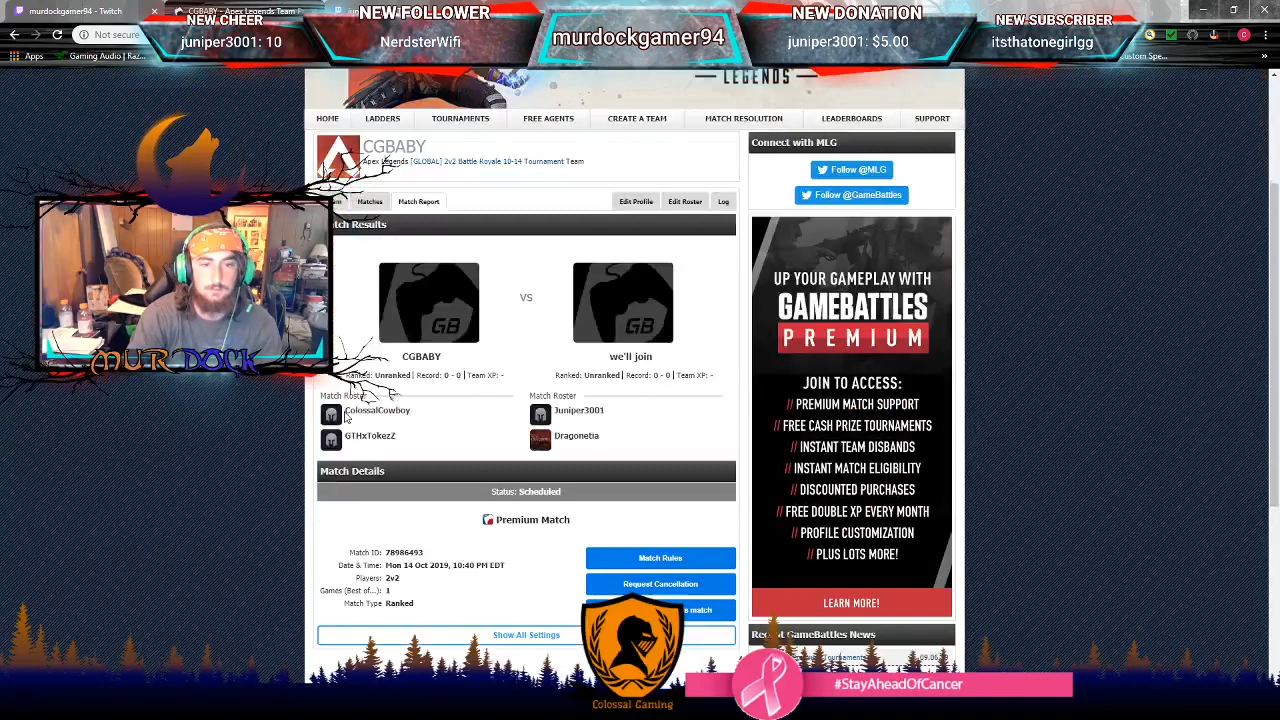 murdockgamer94 - Twitch
CGBABY - Apex Legends Team P
NEW CHEER
juniper3001: 10
NEW FOLLOWER
NerdsterWifi
murdockgamer94
NEW DONATION
juniper3001: $5.00
NEW SUBSCRIBER
itsthatonegirlgg
Not secure
Apps
Gaming Audio | Raz...
Custom Spe...
LEGENDS
HOME
LADDERS
TOURNAMENTS
FREE AGENTS
CREATE A TEAM
MATCH RESOLUTION
LEADERBOARDS
SUPPORT
CGBABY
Apex Legends [GLOBAL] 2v2 Battle Royale 10-14 Tournament Team
Matches
Match Report
Edit Profile
Edit Roster
Log
Match Results
GB
VS
GB
CGBABY
we'll join
Ranked: Unranked | Record: 0 - 0 | Team XP: -
Ranked: Unranked | Record: 0 - 0 | Team XP: -
Match Roster
ColossalCowboy
GTHxTokezZ
Match Roster
Juniper3001
Dragonetia
Match Details
Status: Scheduled
Premium Match
Match ID: 78986493
Date & Time: Mon 14 Oct 2019, 10:40 PM EDT
Players: 2v2
Games (Best of...): 1
Match Type Ranked
Match Rules
Request Cancellation
match
Show All Settings
Connect with MLG
Follow @MLG
Follow @GameBattles
UP YOUR GAMEPLAY WITH
GAMEBATTLES
PREMIUM
JOIN TO ACCESS:
// PREMIUM MATCH SUPPORT
// FREE CASH PRIZE TOURNAMENTS
// INSTANT TEAM DISBANDS
// INSTANT MATCH ELIGIBILITY
// DISCOUNTED PURCHASES
// FREE DOUBLE XP EVERY MONTH
// PROFILE CUSTOMIZATION
// PLUS LOTS MORE!
LEARN MORE!
Recent GameBattles News
MURDOCK
Colossal Gaming
#StayAheadOfCancer